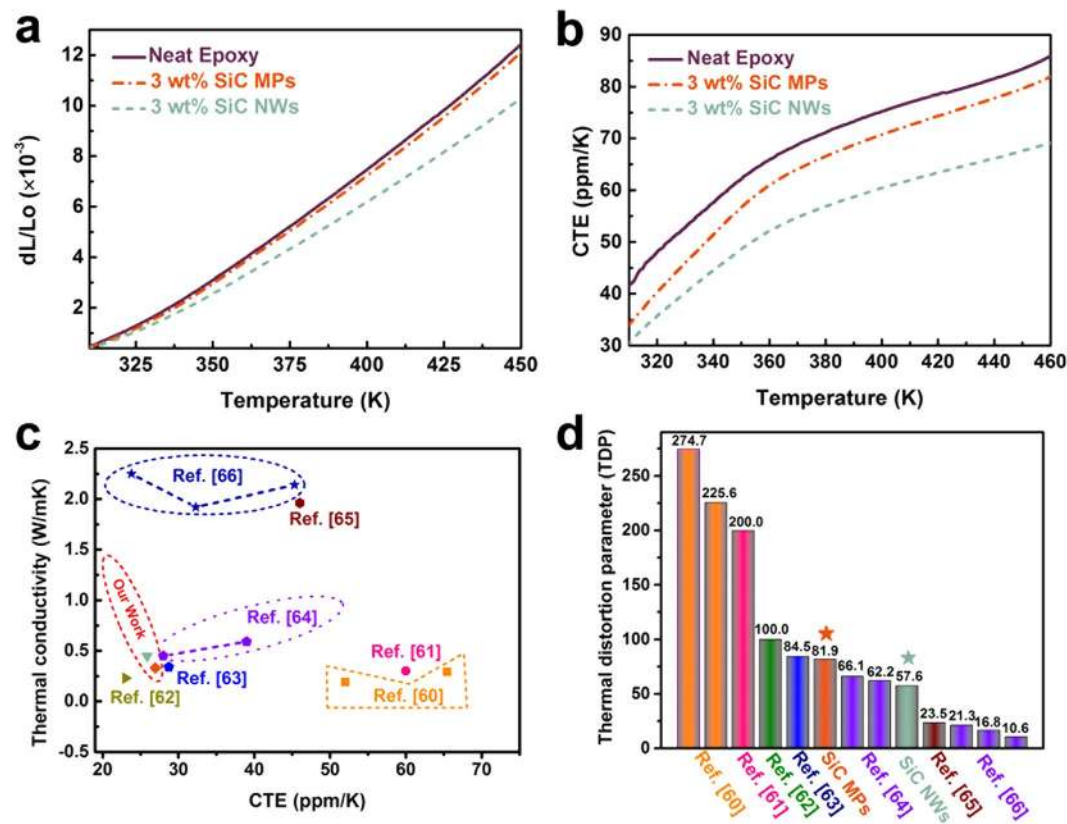 a
Neat Epoxy
3 wt% SiC MPs
3 wt% SiC NWs
dL/Lo (×10⁻³)
12
10
8
6
4
2
325
350
375
400
425
450
Temperature (K)
b
Neat Epoxy
3 wt% SiC MPs
3 wt% SiC NWs
CTE (ppm/K)
90
80
70
60
50
40
30
320
340
360
380
400
420
440
460
Temperature (K)
c
Thermal conductivity (W/mK)
2.5
2.0
1.5
1.0
0.5
0.0
-0.5
Ref. [66]
Ref. [65]
Our Work
Ref. [64]
Ref. [61]
Ref. [63]
Ref. [62]
Ref. [60]
20
30
40
50
60
70
CTE (ppm/K)
d
Thermal distortion parameter (TDP)
250
200
150
100
50
0
274.7
225.6
200.0
100.0
84.5
81.9
66.1
62.2
57.6
23.5
21.3
16.8
10.6
Ref. [60]
Ref. [61]
Ref. [62]
Ref. [63]
SiC MPs
Ref. [64]
SiC NWs
Ref. [65]
Ref. [66]